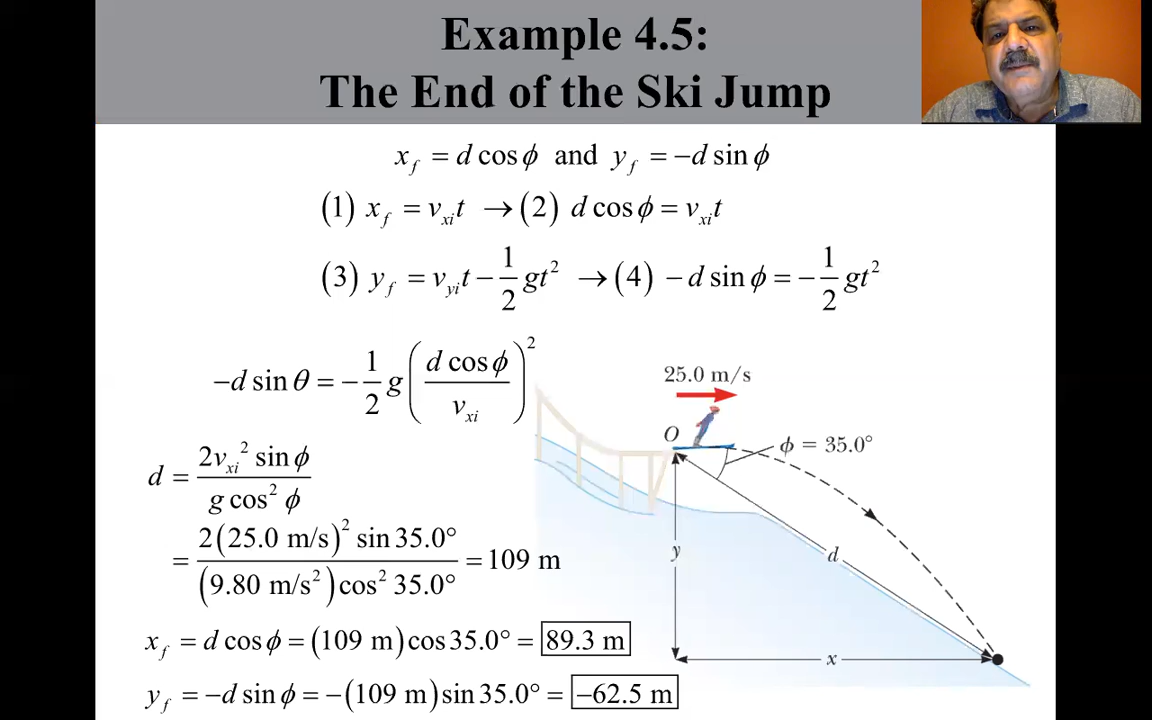 Example 4.5:
The End of the Ski Jump
x_f = d cos ϕ and y_f = −d sin ϕ
(1) x_f = v_xi t → (2) d cos ϕ = v_xi t
(3) y_f = v_yi t − 1/2 gt² → (4) −d sin ϕ = −1/2 gt²
−d sin θ = −1/2 g (d cos ϕ / v_xi)²
d = 2v_xi² sin ϕ / g cos² ϕ
= 2(25.0 m/s)² sin 35.0° / (9.80 m/s²) cos² 35.0° = 109 m
x_f = d cos ϕ = (109 m) cos 35.0° = 89.3 m
y_f = −d sin ϕ = −(109 m) sin 35.0° = −62.5 m
25.0 m/s
O
ϕ = 35.0°
y
d
x